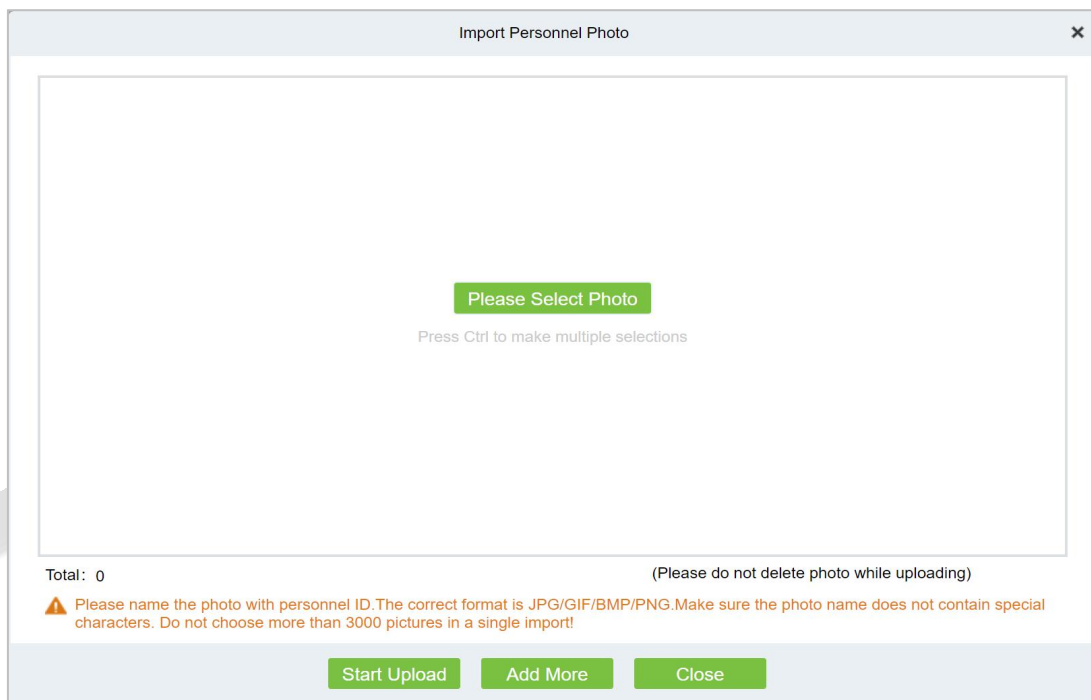 Import Personnel Photo
Please Select Photo
Press Ctrl to make multiple selections
Total: 0
(Please do not delete photo while uploading)
Please name the photo with personnel ID.The correct format is JPG/GIF/BMP/PNG.Make sure the photo name does not contain special
characters. Do not choose more than 3000 pictures in a single import!
Start Upload
Add More
Close